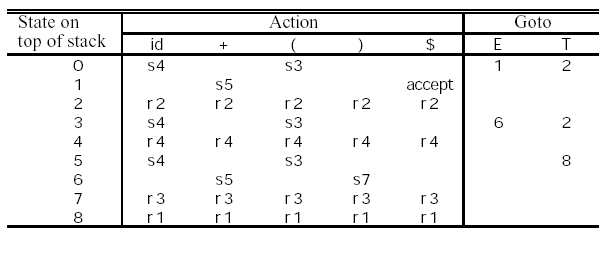 State on Action Goto
top of stack id + ( ) $ E T
0 s4 s3 1 2
1 s5 accept
2 r2 r2 r2 r2 r2
3 s4 s3 6 2
4 r4 r4 r4 r4 r4
5 s4 s3 8
6 s5 s7
7 r3 r3 r3 r3 r3
8 r1 r1 r1 r1 r1